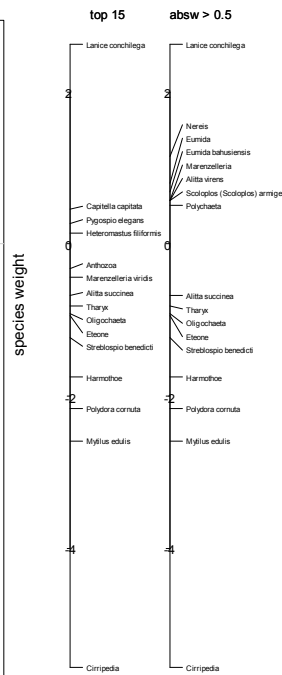 top 15
absw > 0.5
species weight
2
0
-2
-4
Lanice conchilega
Capitella capitata
Pygospio elegans
Heteromastus filiformis
Anthozoa
Marenzelleria viridis
Alitta succinea
Tharyx
Oligochaeta
Eteone
Streblospio benedicti
Harmothoe
Polydora cornuta
Mytilus edulis
Cirripedia
2
0
-2
-4
Lanice conchilega
Nereis
Eumida
Eumida bahusiensis
Marenzelleria
Alitta virens
Scoloplos (Scoloplos) armige
Polychaeta
Alitta succinea
Tharyx
Oligochaeta
Eteone
Streblospio benedicti
Harmothoe
Polydora cornuta
Mytilus edulis
Cirripedia